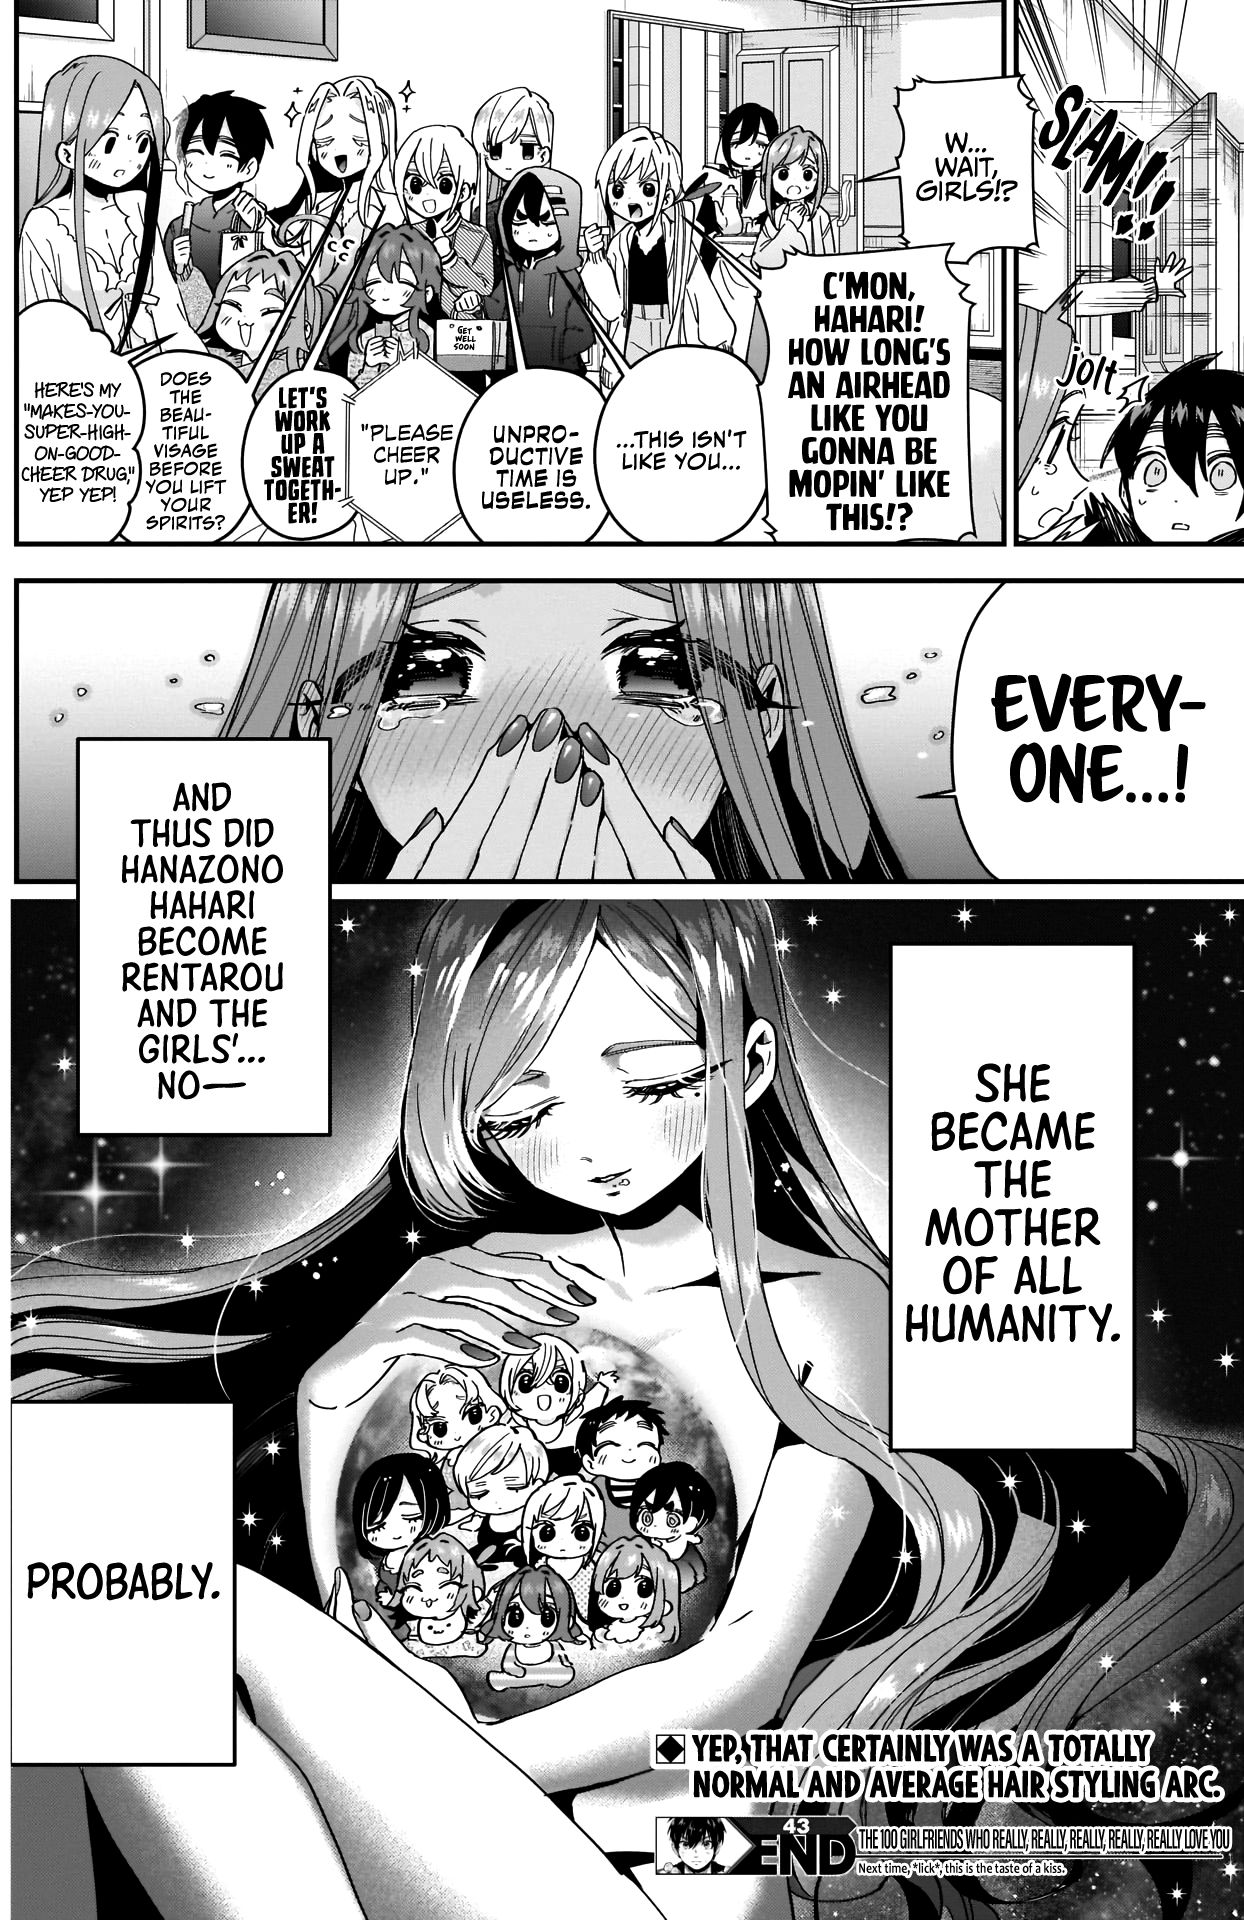 SLAM!!
jolt
W...
WAIT,
GIRLS!?
C'MON,
HAHARI!
HOW LONG'S
AN AIRHEAD
LIKE YOU
GONNA BE
MOPIN' LIKE
THIS!?
...THIS ISN'T
LIKE YOU...
UNPRO-
DUCTIVE
TIME IS
USELESS.
"PLEASE
CHEER
UP."
GET
WELL
SOON
LET'S
WORK
UP A
SWEAT
TOGETH-
ER!
DOES
THE
BEAU-
TIFUL
VISAGE
BEFORE
YOU LIFT
YOUR
SPIRITS?
HERE'S MY
"MAKES-YOU-
SUPER-HIGH-
ON-GOOD-
CHEER DRUG,"
YEP YEP!
EVERY-
ONE...!
AND
THUS DID
HANAZONO
HAHARI
BECOME
RENTAROU
AND THE
GIRLS'...
NO—
SHE
BECAME
THE
MOTHER
OF ALL
HUMANITY.
PROBABLY.
YEP, THAT CERTAINLY WAS A TOTALLY
NORMAL AND AVERAGE HAIR STYLING ARC.
43
END
THE 100 GIRLFRIENDS WHO REALLY, REALLY, REALLY, REALLY, REALLY LOVE YOU
Next time, *lick*, this is the taste of a kiss.